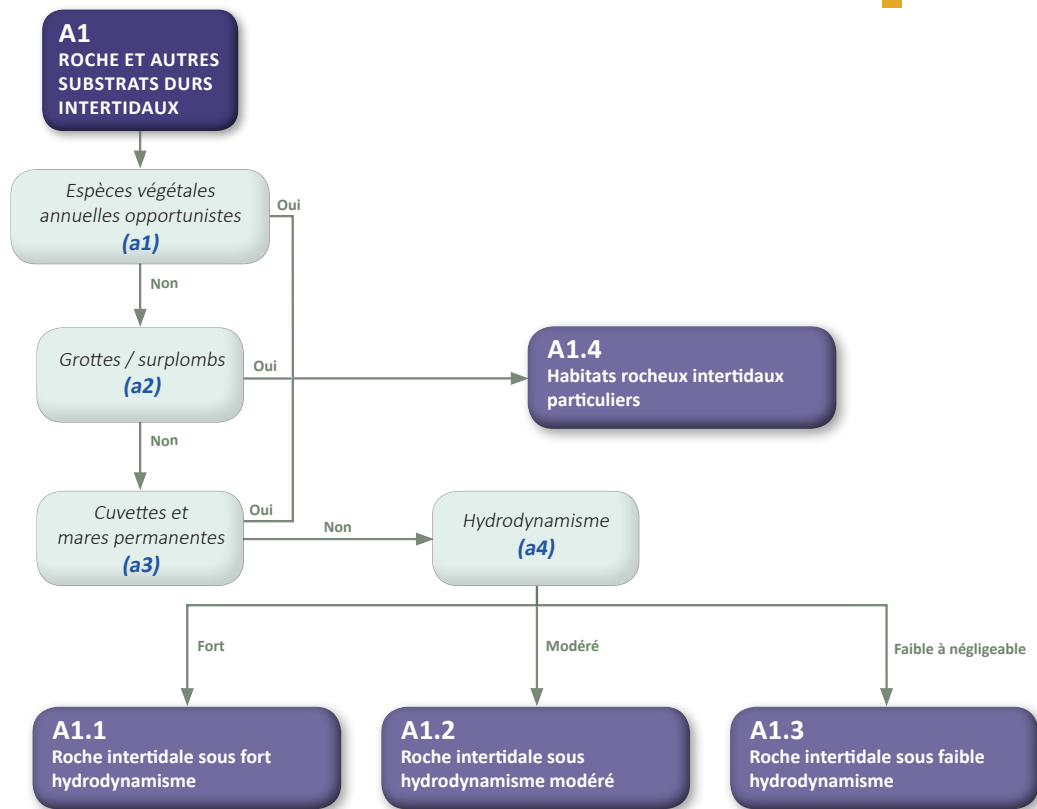 A1
ROCHE ET AUTRES
SUBSTRATS DURS
INTERTIDAUX
Espèces végétales
annuelles opportunistes
(a1)
Oui
Non
Grottes / surplombs
(a2)
Oui
A1.4
Habitats rocheux intertidaux
particuliers
Non
Cuvettes et
mares permanentes
(a3)
Oui
Non
Hydrodynamisme
(a4)
Fort
Modéré
Faible à négligeable
A1.1
Roche intertidale sous fort
hydrodynamisme
A1.2
Roche intertidale sous
hydrodynamisme modéré
A1.3
Roche intertidale sous faible
hydrodynamisme